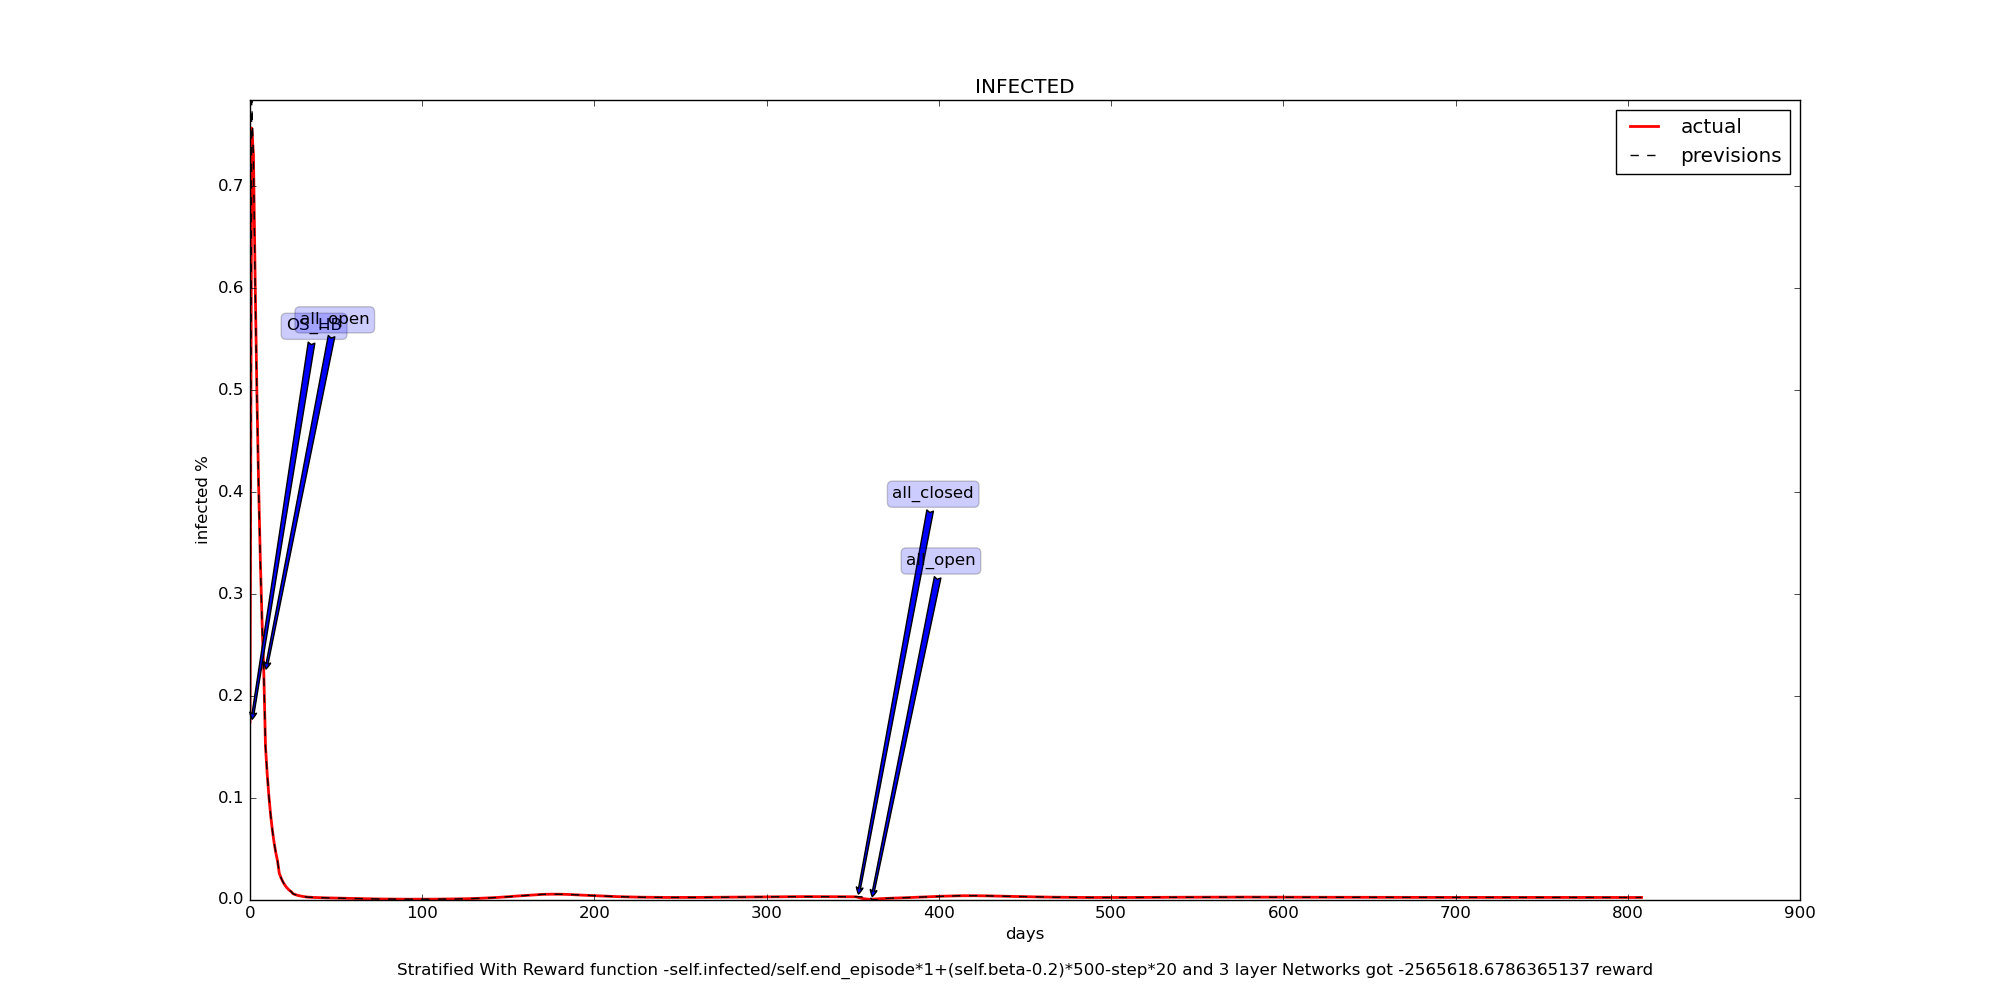 INFECTED
actual
previsions
0.7
0.6
0.5
0.4
0.3
0.2
0.1
0.0
infected %
OS_HB
all_open
all_closed
all_open
0 100 200 300 400 500 600 700 800 900
days
Stratified With Reward function -self.infected/self.end_episode*1+(self.beta-0.2)*500-step*20 and 3 layer Networks got -2565618.6786365137 reward